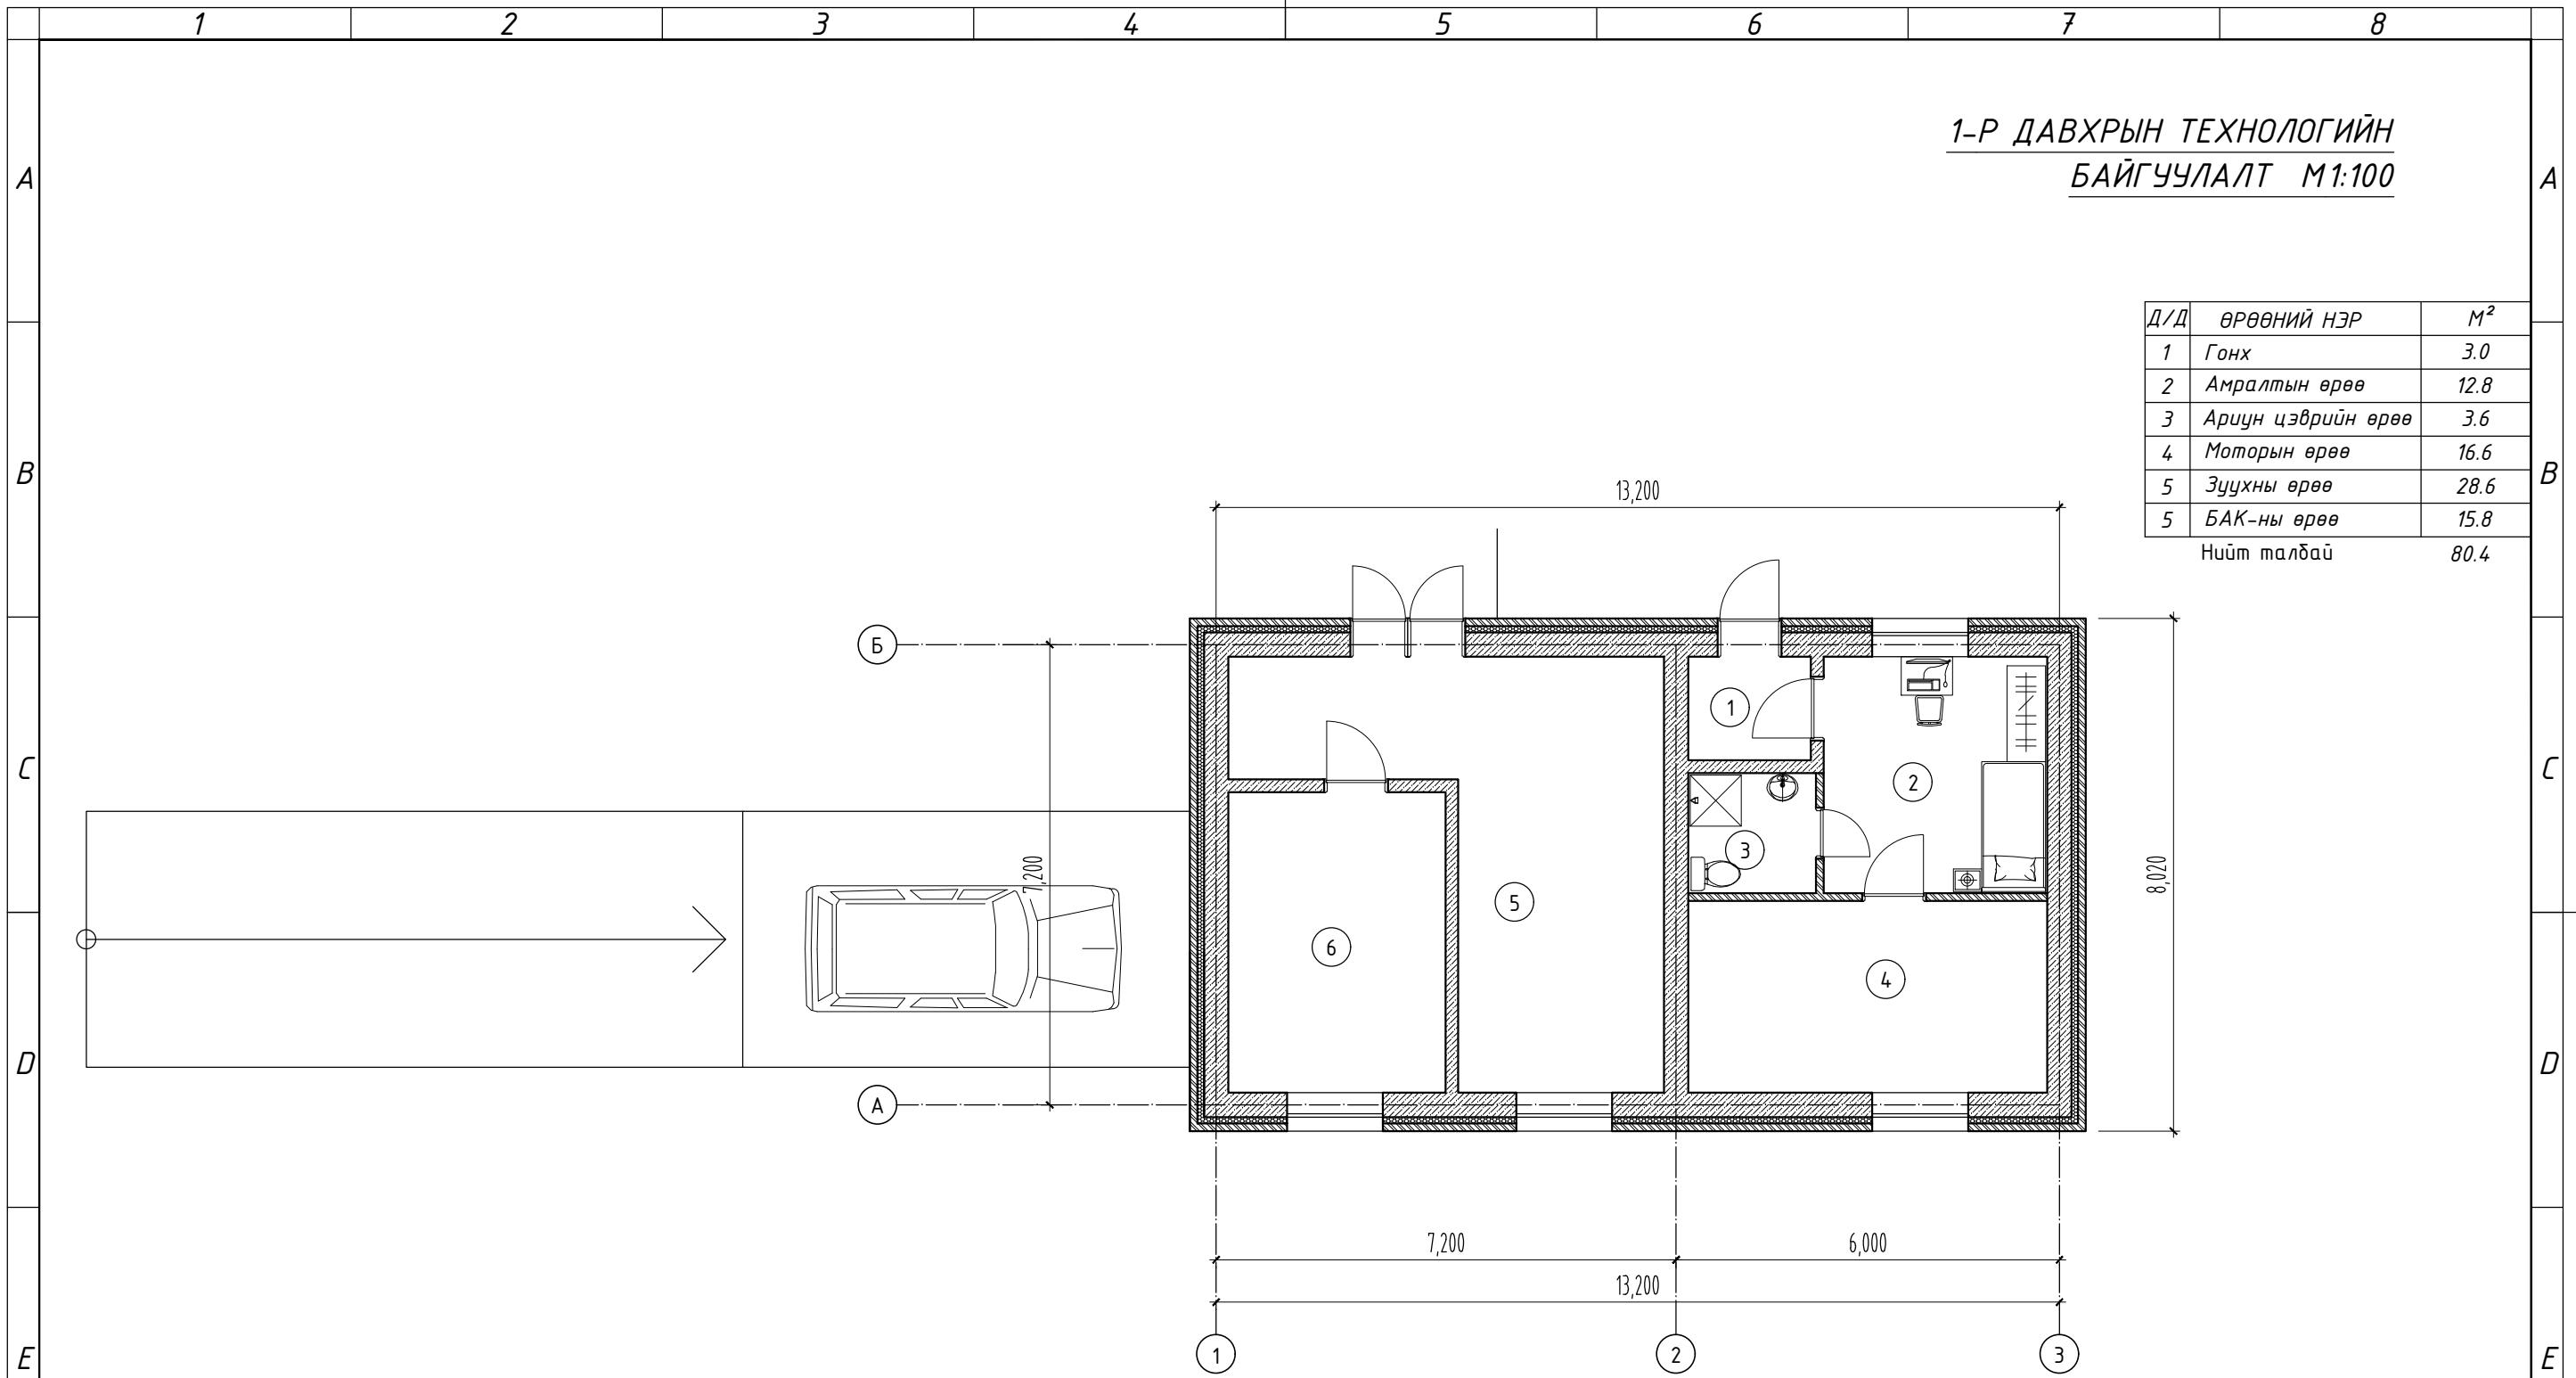 1 2 3 4 5 6 7 8
1-Р ДАВХРЫН ТЕХНОЛОГИЙН
БАЙГУУЛАЛТ М1:100
A A
Д/Д ӨРӨӨНИЙ НЭР М²
1 Гонх 3.0
2 Амралтын өрөө 12.8
3 Ариун цэврийн өрөө 3.6
4 Моторын өрөө 16.6
5 Зуухны өрөө 28.6
5 БАК-ны өрөө 15.8
Нийт талбай 80.4
B B
13,200
Б
1
2
C C
3
7,200
8,020
5
6
4
D D
А
7,200 6,000
13,200
1 2 3
E E